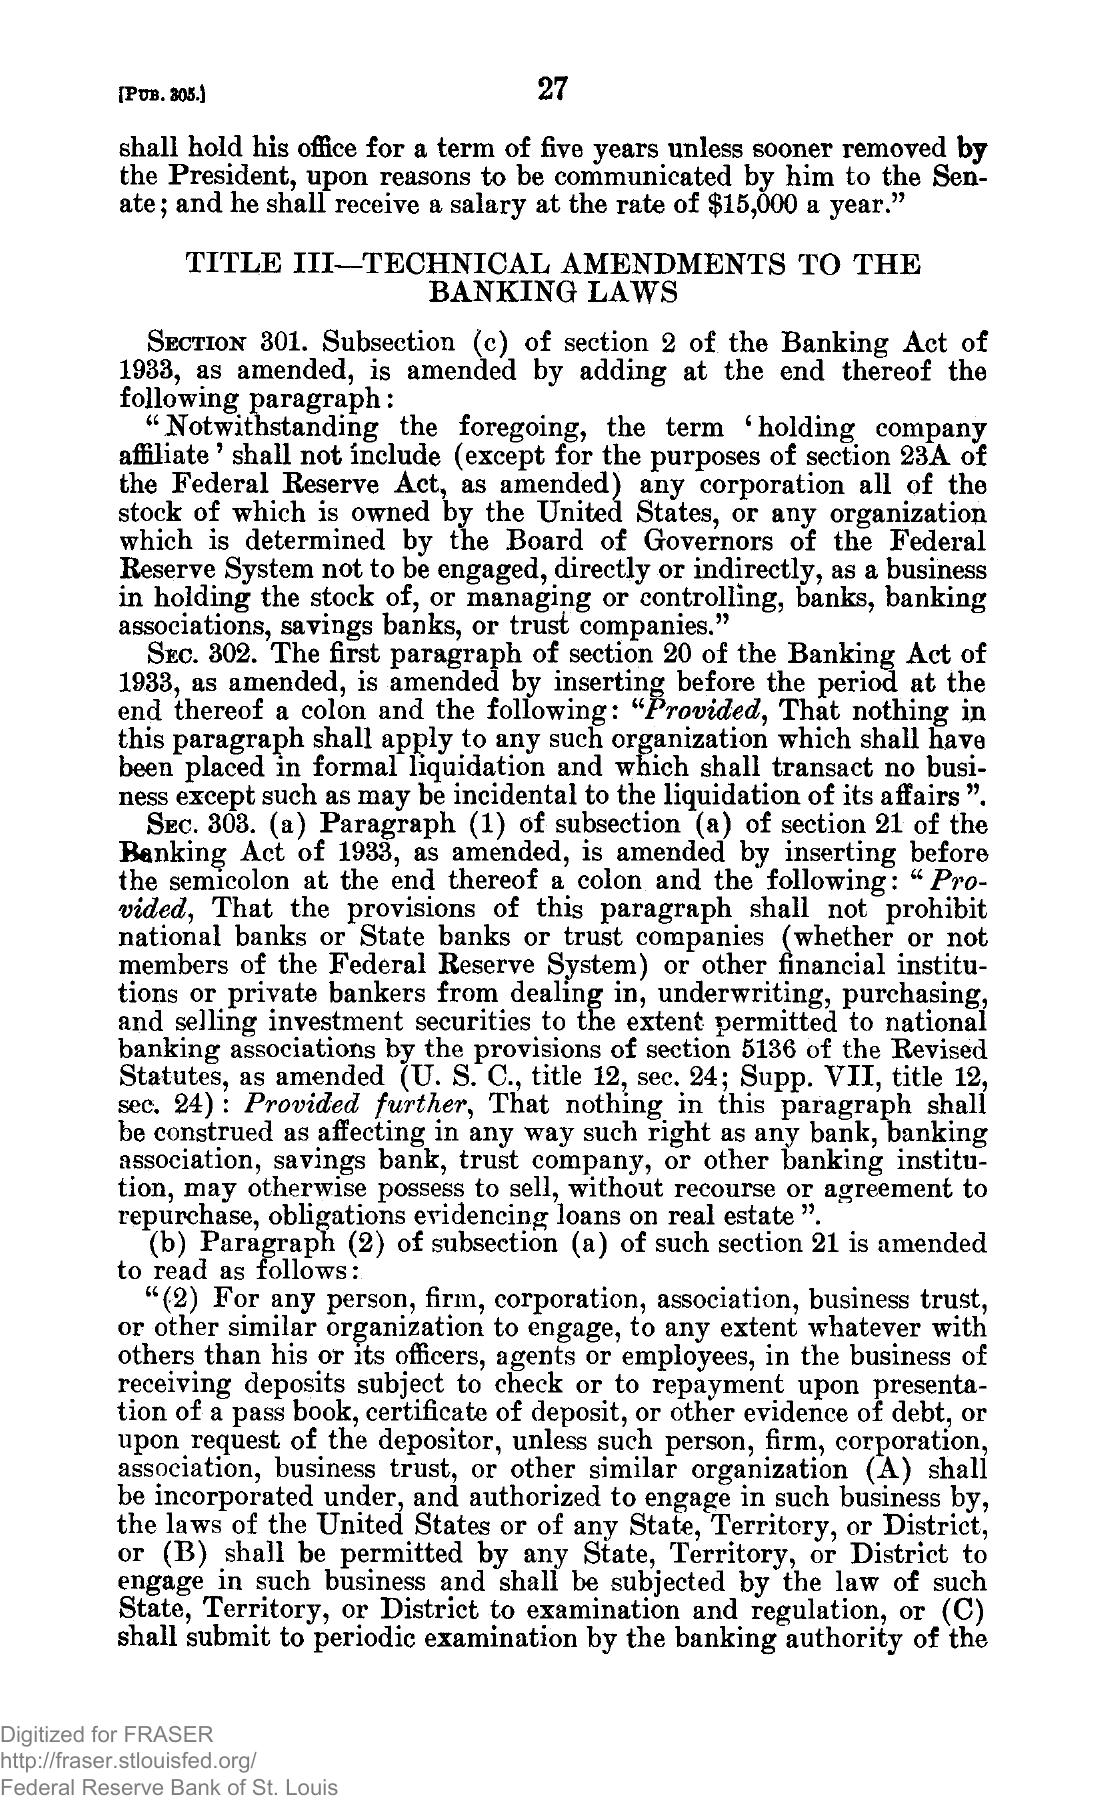 [PUB. 305.]
27
shall hold his office for a term of five years unless sooner removed by
the President, upon reasons to be communicated by him to the Sen-
ate; and he shall receive a salary at the rate of $15,000 a year.”
TITLE III—TECHNICAL AMENDMENTS TO THE
BANKING LAWS
SECTION 301. Subsection (c) of section 2 of the Banking Act of
1933, as amended, is amended by adding at the end thereof the
following paragraph:
“Notwithstanding the foregoing, the term ‘holding company
affiliate’ shall not include (except for the purposes of section 23A of
the Federal Reserve Act, as amended) any corporation all of the
stock of which is owned by the United States, or any organization
which is determined by the Board of Governors of the Federal
Reserve System not to be engaged, directly or indirectly, as a business
in holding the stock of, or managing or controlling, banks, banking
associations, savings banks, or trust companies.”
SEC. 302. The first paragraph of section 20 of the Banking Act of
1933, as amended, is amended by inserting before the period at the
end thereof a colon and the following: “Provided, That nothing in
this paragraph shall apply to any such organization which shall have
been placed in formal liquidation and which shall transact no busi-
ness except such as may be incidental to the liquidation of its affairs”.
SEC. 303. (a) Paragraph (1) of subsection (a) of section 21 of the
Banking Act of 1933, as amended, is amended by inserting before
the semicolon at the end thereof a colon and the following: “Pro-
vided, That the provisions of this paragraph shall not prohibit
national banks or State banks or trust companies (whether or not
members of the Federal Reserve System) or other financial institu-
tions or private bankers from dealing in, underwriting, purchasing,
and selling investment securities to the extent permitted to national
banking associations by the provisions of section 5136 of the Revised
Statutes, as amended (U. S. C., title 12, sec. 24; Supp. VII, title 12,
sec. 24): Provided further, That nothing in this paragraph shall
be construed as affecting in any way such right as any bank, banking
association, savings bank, trust company, or other banking institu-
tion, may otherwise possess to sell, without recourse or agreement to
repurchase, obligations evidencing loans on real estate”.
(b) Paragraph (2) of subsection (a) of such section 21 is amended
to read as follows:
“(2) For any person, firm, corporation, association, business trust,
or other similar organization to engage, to any extent whatever with
others than his or its officers, agents or employees, in the business of
receiving deposits subject to check or to repayment upon presenta-
tion of a pass book, certificate of deposit, or other evidence of debt, or
upon request of the depositor, unless such person, firm, corporation,
association, business trust, or other similar organization (A) shall
be incorporated under, and authorized to engage in such business by,
the laws of the United States or of any State, Territory, or District,
or (B) shall be permitted by any State, Territory, or District to
engage in such business and shall be subjected by the law of such
State, Territory, or District to examination and regulation, or (C)
shall submit to periodic examination by the banking authority of the
Digitized for FRASER
http://fraser.stlouisfed.org/
Federal Reserve Bank of St. Louis